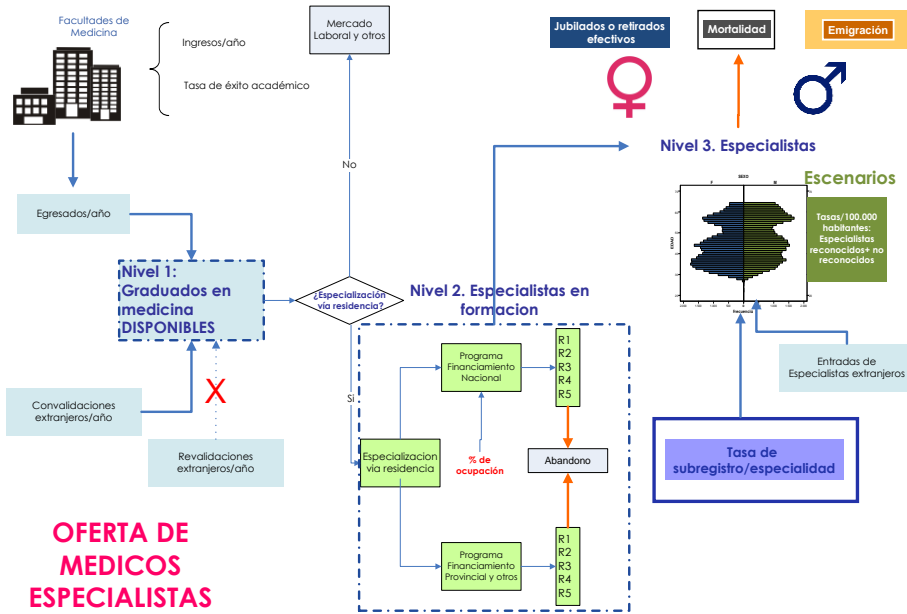 Facultades de
Medicina
Ingresos/año
Tasa de éxito académico
Mercado
Laboral y otros
Jubilados o retirados
efectivos
Mortalidad
Emigración
No
Nivel 3. Especialistas
Egresados/año
Nivel 1:
Graduados en
medicina
DISPONIBLES
¿Especialización
vía residencia?
Nivel 2. Especialistas en
formacion
SEXO
F
Escenarios
Tasas/100.000
habitantes:
Especialistas
reconocidos+ no
reconocidos
frecuencia
Convalidaciones
extranjeros/año
X
Revalidaciones
extranjeros/año
Si
Especializacion
via residencia
Programa
Financiamiento
Nacional
R1
R2
R3
R4
R5
% de
ocupación
Abandono
Programa
Financiamiento
Provincial y otros
R1
R2
R3
R4
R5
Entradas de
Especialistas extranjeros
Tasa de
subregistro/especialidad
OFERTA DE
MEDICOS
ESPECIALISTAS